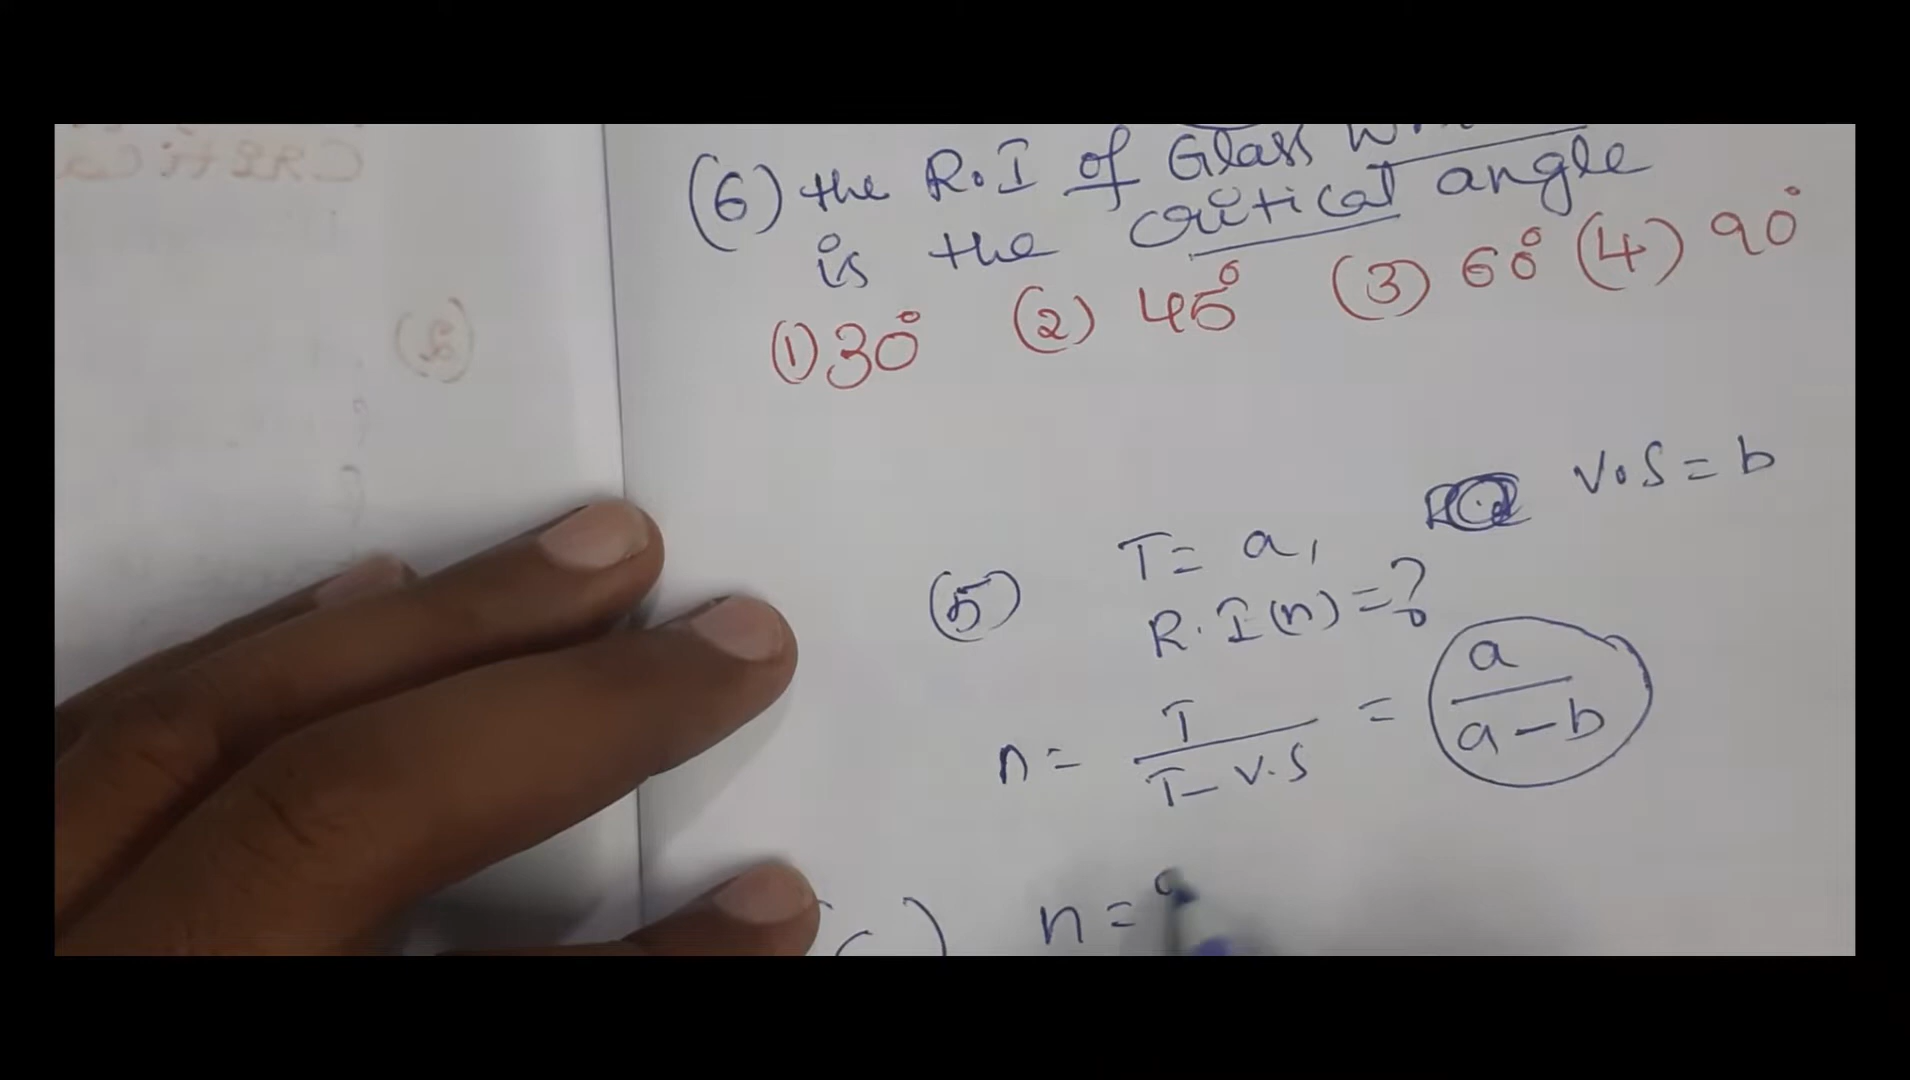 (6) the R.I of Glass
is the critical angle
(1) 30° (2) 45° (3) 60° (4) 90°
V.S = b
(5) T = a,
R.I (n) = ?
n = T / T - V.S = a / a - b
n =